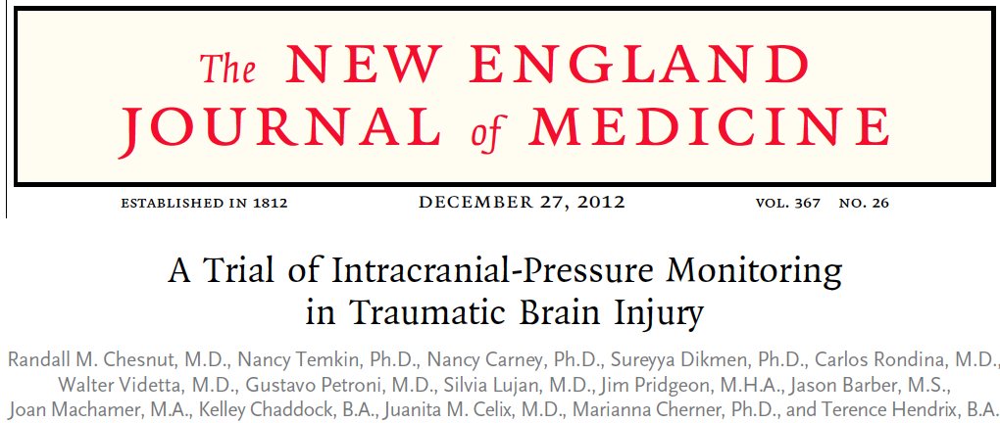 The NEW ENGLAND
JOURNAL of MEDICINE
ESTABLISHED IN 1812 DECEMBER 27, 2012 VOL. 367 NO. 26
A Trial of Intracranial-Pressure Monitoring
in Traumatic Brain Injury
Randall M. Chesnut, M.D., Nancy Temkin, Ph.D., Nancy Carney, Ph.D., Sureyya Dikmen, Ph.D., Carlos Rondina, M.D.,
Walter Videtta, M.D., Gustavo Petroni, M.D., Silvia Lujan, M.D., Jim Pridgeon, M.H.A., Jason Barber, M.S.,
Joan Machamer, M.A., Kelley Chaddock, B.A., Juanita M. Celix, M.D., Marianna Cherner, Ph.D., and Terence Hendrix, B.A.